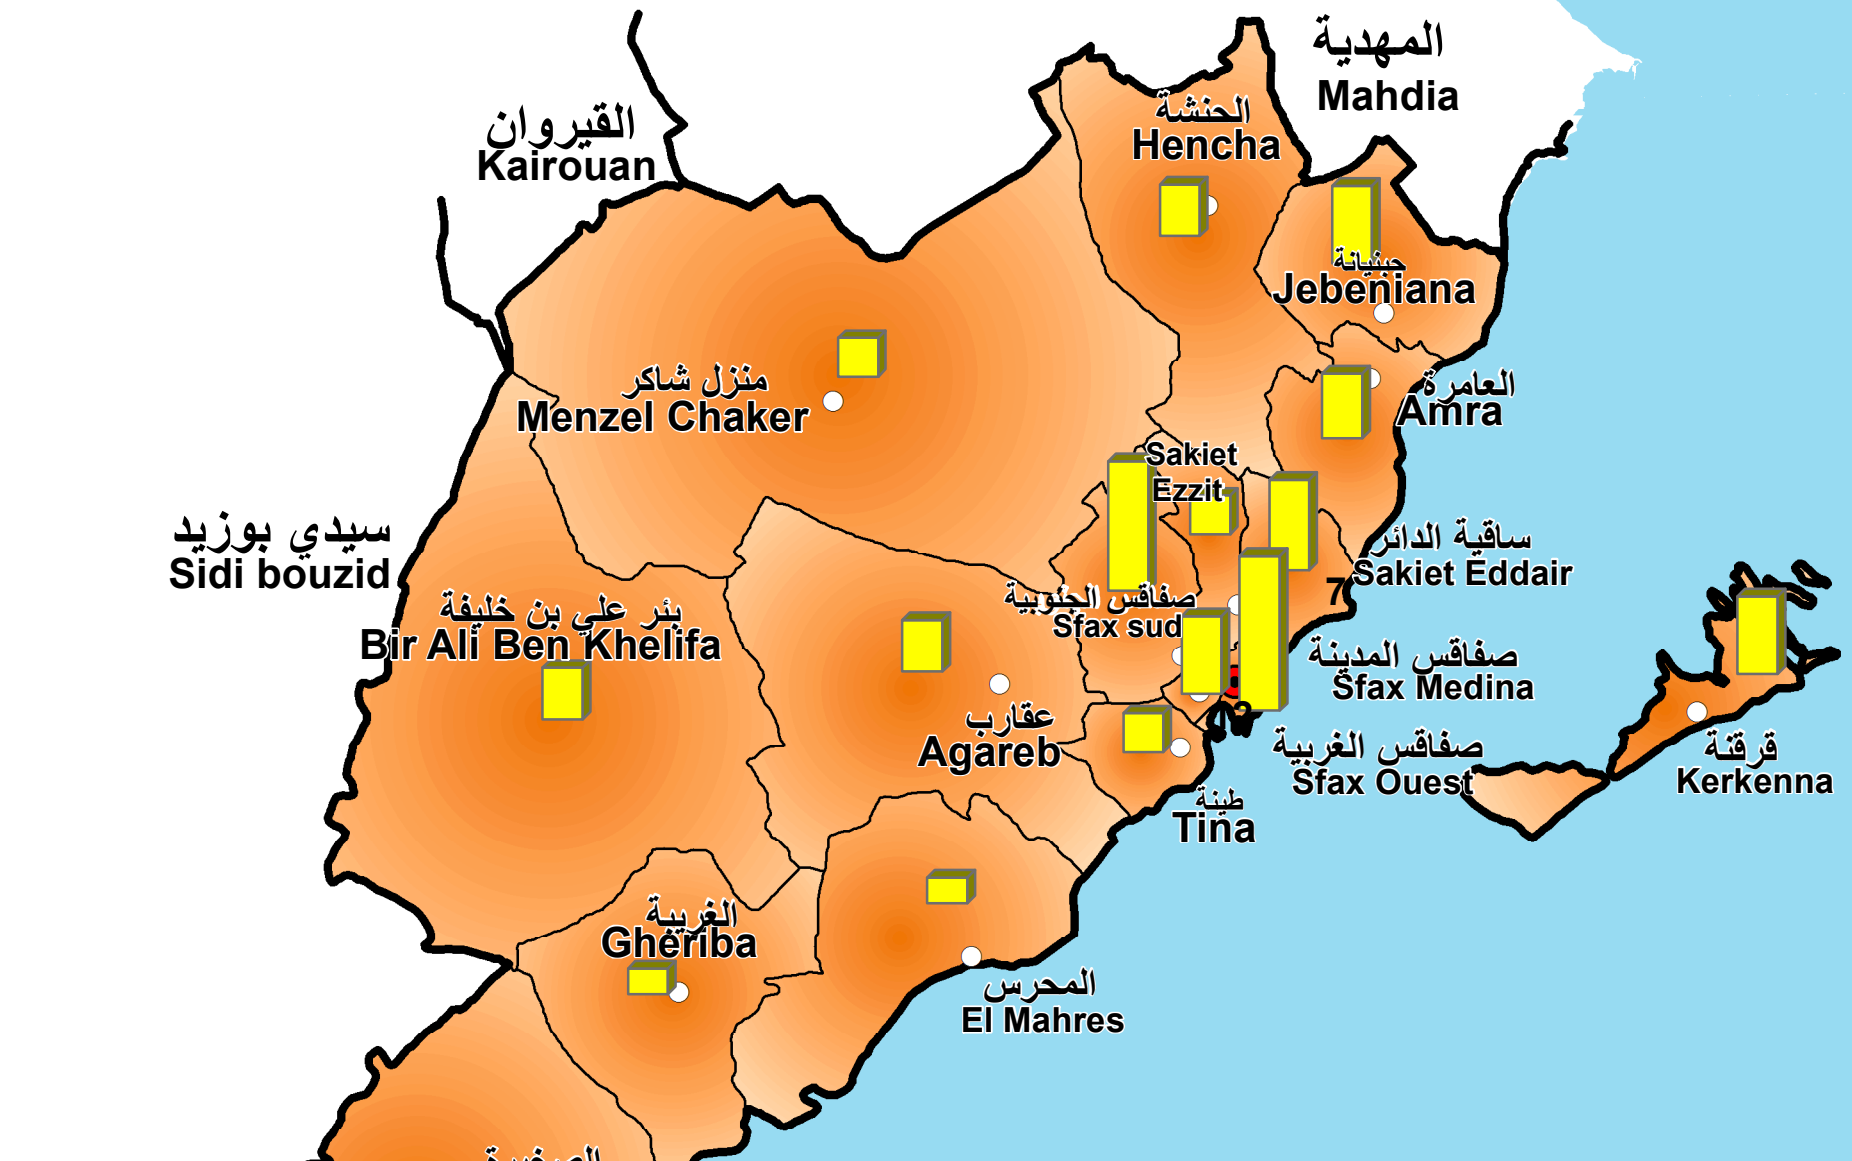 المهدية
Mahdia
القيروان
Kairouan
الحنشة
Hencha
جبنيانة
Jebeniana
منزل شاكر
Menzel Chaker
العامرة
Amra
Sakiet
Ezzit
سيدي بوزيد
Sidi bouzid
ساقية الدائر
Sakiet Eddair
7
بئر علي بن خليفة
Bir Ali Ben Khelifa
صفاقس الجنوبية
Sfax sud
صفاقس المدينة
Sfax Medina
عقارب
Agareb
صفاقس الغربية
Sfax Ouest
قرقنة
Kerkenna
طينة
Tina
الغريبة
Gheriba
المحرس
El Mahres